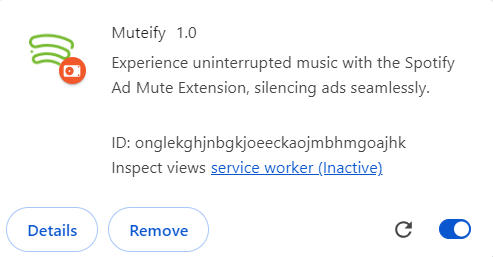 Muteify 1.0
Experience uninterrupted music with the Spotify
Ad Mute Extension, silencing ads seamlessly.
ID: onglekghjnbgkjoeeckaojmbhmgoajhk
Inspect views service worker (Inactive)
Details
Remove